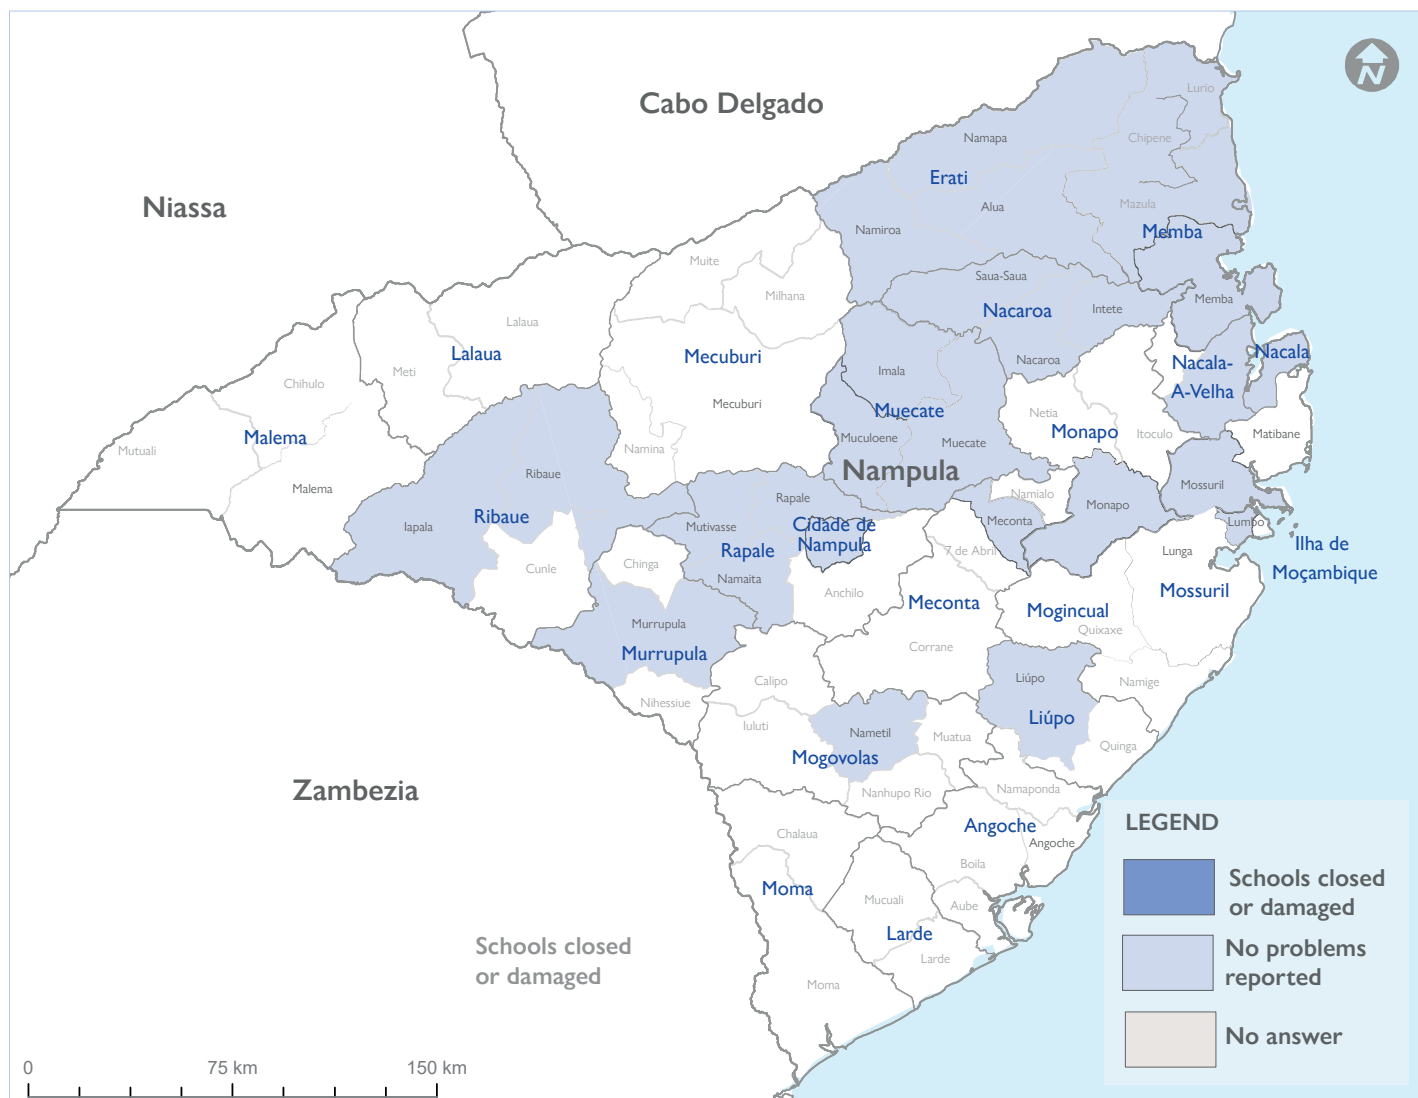 Cabo Delgado
N
Lurio
Namapa
Chipene
Erati
Niassa
Alua
Mazula
Namiroa
Memba
Muite
Saua-Saua
Milhana
Memba
Intete
Nacaroa
Lalaua
Lalaua
Mecuburi
Nacaroa
Nacala-
A-Velha
Nacala
Meti
Imala
Chihulo
Mecuburi
Muecate
Netia
Monapo
Itoculo
Matibane
Malema
Mutuali
Muculoene
Muecate
Namina
Nampula
Ribaue
Malema
Mossuril
Rapale
Namialo
Monapo
Iapala
Ribaue
Mutivasse
Cidade de
Nampula
Meconta
Lumbo
Rapale
7 de Abril
Lunga
Ilha de
Moçambique
Cunle
Chinga
Namaita
Anchilo
Meconta
Mogincual
Mossuril
Murrupula
Quixaxe
Murrupula
Corrane
Calipo
Liúpo
Namige
Nihessiue
Iuluti
Liúpo
Nametil
Muatua
Quinga
Mogovolas
Zambezia
Nanhupo Rio
Namaponda
Chalaua
Angoche
Angoche
Boila
Moma
Mucuali
Aube
Larde
Larde
Moma
Schools closed
or damaged
LEGEND
Schools closed
or damaged
No problems
reported
No answer
0 75 km 150 km